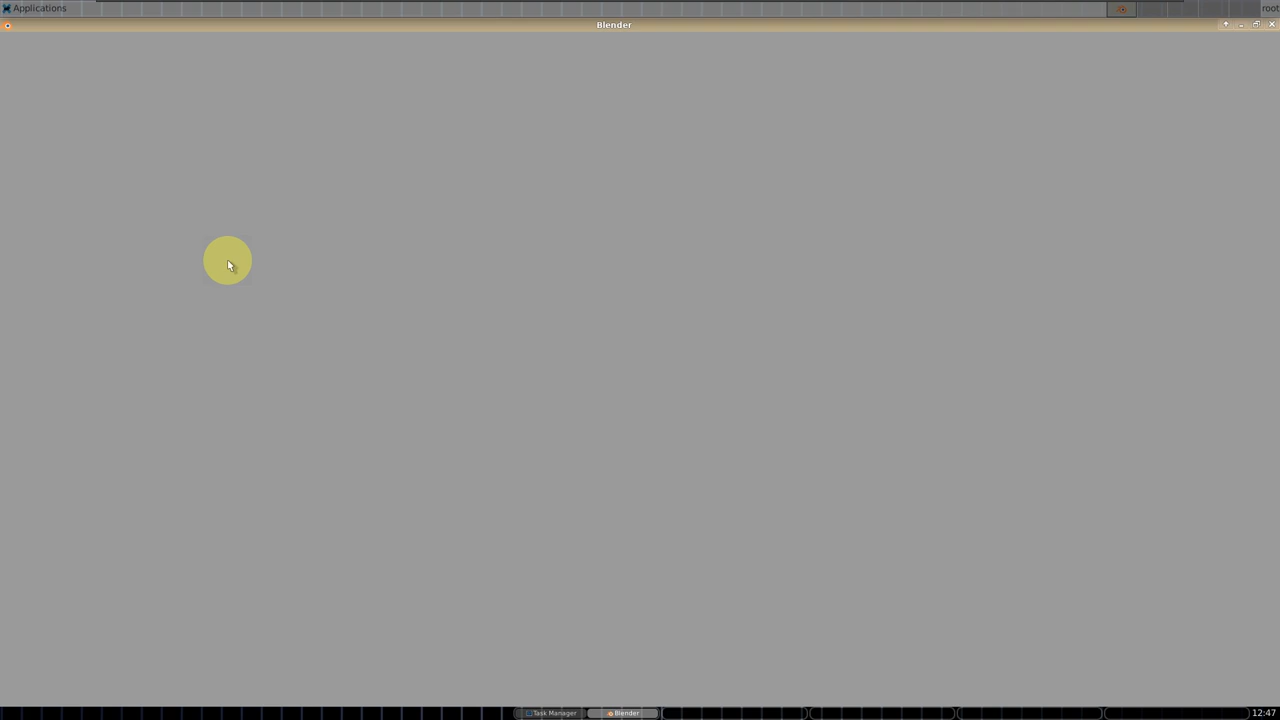 Applications
root
Blender
Task Manager
Blender
12:47